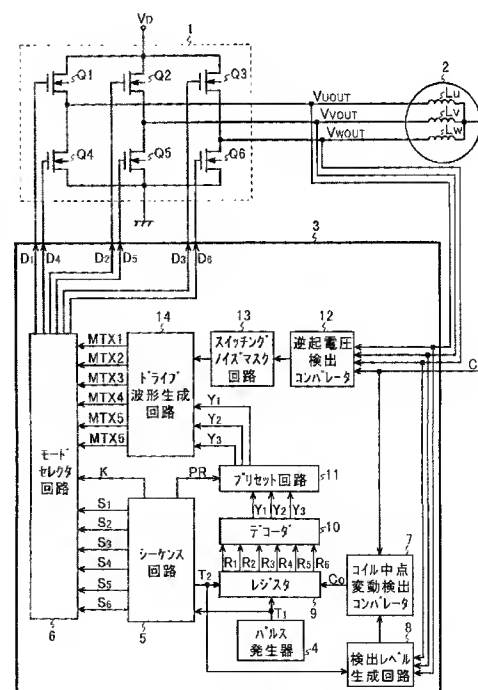 VD
1
Q1
Q2
Q3
2
VUOUT
Lu
VVOUT
Lv
VWOUT
Lw
Q4
Q5
Q6
3
D1
D4
D2
D5
D3
D6
14
13
12
MTX1
MTX2
MTX3
MTX4
MTX5
MTX6
ドライブ
波形生成
回路
スイッチング
ノイズマスク
回路
逆起電圧
検出
コンパレータ
C
Y1
Y2
Y3
モード
セレクタ
回路
K
PR
プリセット回路
11
Y1
Y2
Y3
S1
S2
S3
S4
S5
S6
シーケンス
回路
デコーダ
10
R1
R2
R3
R4
R5
R6
7
T2
レジスタ
Co
コイル中点
変動検出
コンパレータ
9
T1
6
5
パルス
発生器
4
8
検出レベル
生成回路